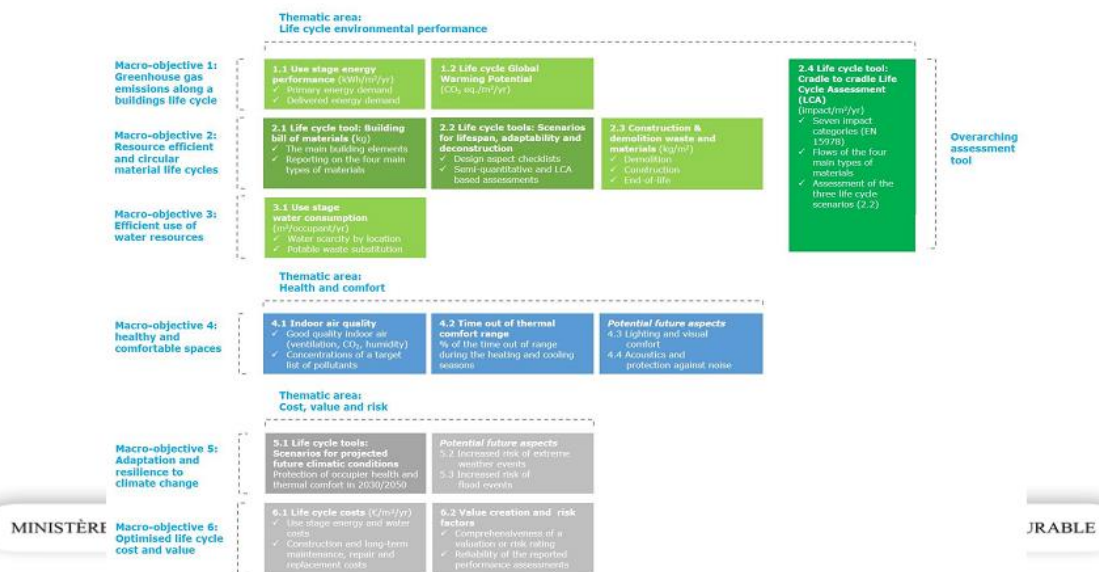 Thematic area:
Life cycle environmental performance
Macro-objective 1:
Greenhouse gas
emissions along a
buildings life cycle
1.1 Use stage energy
performance (kWh/m²/yr)
✓ Primary energy demand
✓ Delivered energy demand
1.2 Life cycle Global
Warming Potential
(CO₂ eq./m²/yr)
2.4 Life cycle tool:
Cradle to cradle Life
Cycle Assessment
(LCA)
(impact/m²/yr)
✓ Seven impact
categories (EN
15978)
✓ Flows of the four
main types of
materials
✓ Assessment of the
three life cycle
scenarios (2.2)
Overarching
assessment
tool
Macro-objective 2:
Resource efficient
and circular
material life cycles
2.1 Life cycle tool: Building
bill of materials (kg)
✓ The main building elements
✓ Reporting on the four main
types of materials
2.2 Life cycle tools: Scenarios
for lifespan, adaptability and
deconstruction
✓ Design aspect checklists
✓ Semi-quantitative and LCA
based assessments
2.3 Construction &
demolition waste and
materials (kg/m²)
✓ Demolition
✓ Construction
✓ End-of-life
Macro-objective 3:
Efficient use of
water resources
3.1 Use stage
water consumption
(m³/occupant/yr)
✓ Water scarcity by location
✓ Potable waste substitution
Thematic area:
Health and comfort
Macro-objective 4:
healthy and
comfortable spaces
4.1 Indoor air quality
✓ Good quality indoor air
(ventilation, CO₂, humidity)
✓ Concentrations of a target
list of pollutants
4.2 Time out of thermal
comfort range
% of the time out of range
during the heating and cooling
seasons
Potential future aspects
4.3 Lighting and visual
comfort
4.4 Acoustics and
protection against noise
Thematic area:
Cost, value and risk
Macro-objective 5:
Adaptation and
resilience to
climate change
5.1 Life cycle tools:
Scenarios for projected
future climatic conditions
Protection of occupier health and
thermal comfort in 2030/2050
Potential future aspects
5.2 Increased risk of extreme
weather events
5.3 Increased risk of
flood events
Macro-objective 6:
Optimised life cycle
cost and value
6.1 Life cycle costs (€/m²/yr)
✓ Use stage energy and water
costs
✓ Construction and long-term
maintenance, repair and
replacement costs
6.2 Value creation and risk
factors
✓ Comprehensiveness of a
valuation or risk rating
✓ Reliability of the reported
performance assessments
MINISTÈRE
URABLE